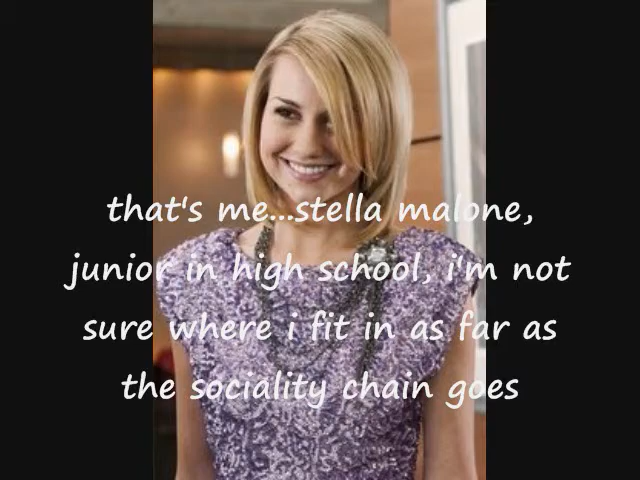 that's me...stella malone,
junior in high school, i'm not
sure where i fit in as far as
the sociality chain goes